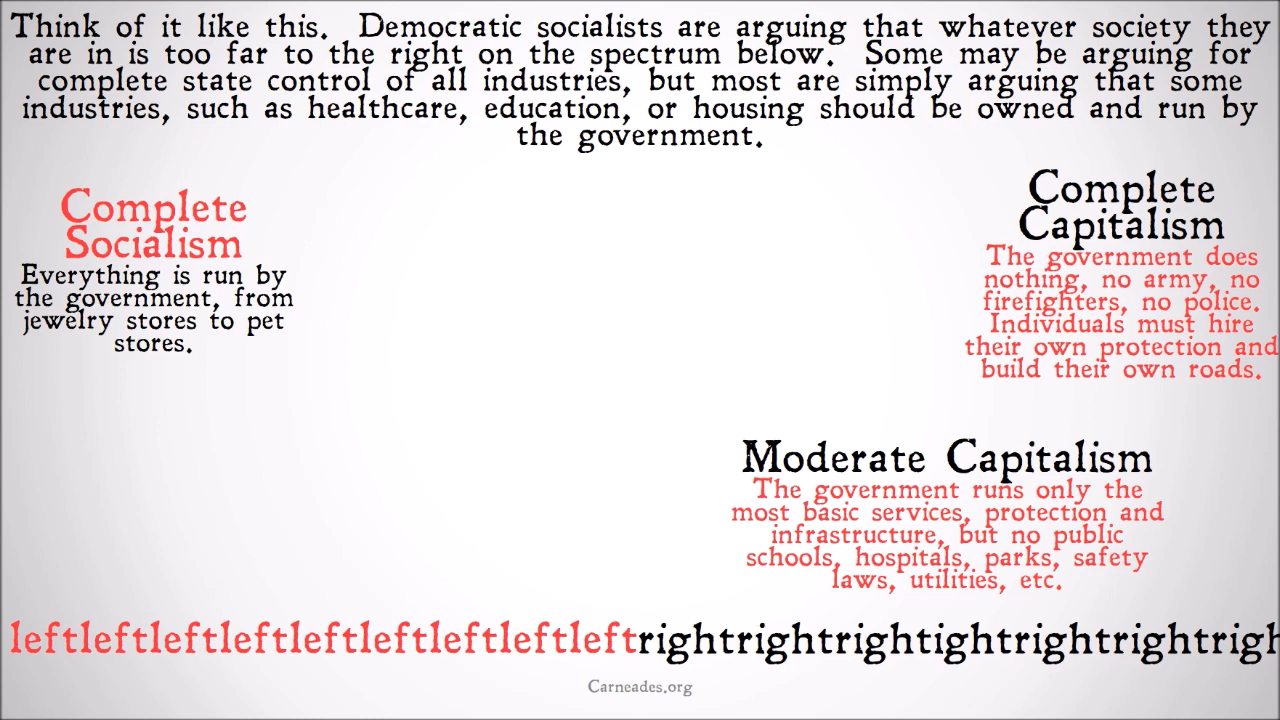 Think of it like this. Democratic socialists are arguing that whatever society they
are in is too far to the right on the spectrum below. Some may be arguing for
complete state control of all industries, but most are simply arguing that some
industries, such as healthcare, education, or housing should be owned and run by
the government.
Complete
Socialism
Everything is run by
the government, from
jewelry stores to pet
stores.
Complete
Capitalism
The government does
nothing, no army, no
firefighters, no police.
Individuals must hire
their own protection and
build their own roads.
Moderate Capitalism
The government runs only the
most basic services, protection and
infrastructure, but no public
schools, hospitals, parks, safety
laws, utilities, etc.
leftleftleftleftleftleftleftleftleftrightrightrightightrightrightrigh
Carneades.org